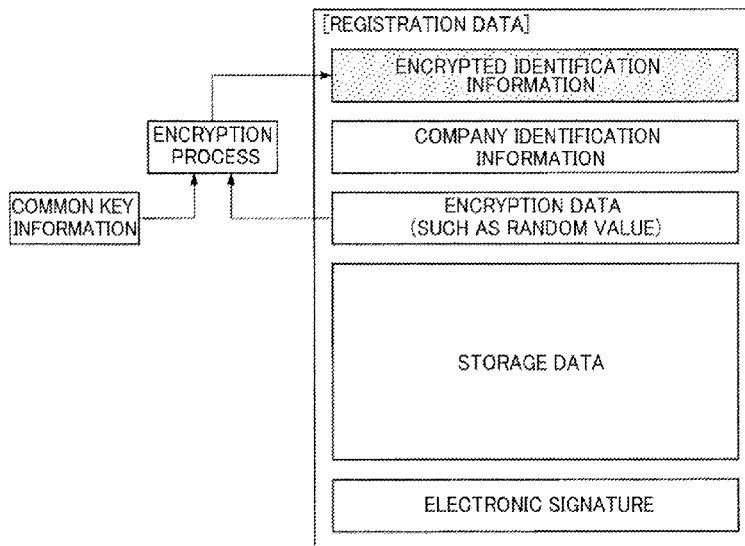 [REGISTRATION DATA]
ENCRYPTED IDENTIFICATION
INFORMATION
ENCRYPTION
PROCESS
COMPANY IDENTIFICATION
INFORMATION
COMMON KEY
INFORMATION
ENCRYPTION DATA
(SUCH AS RANDOM VALUE)
STORAGE DATA
ELECTRONIC SIGNATURE